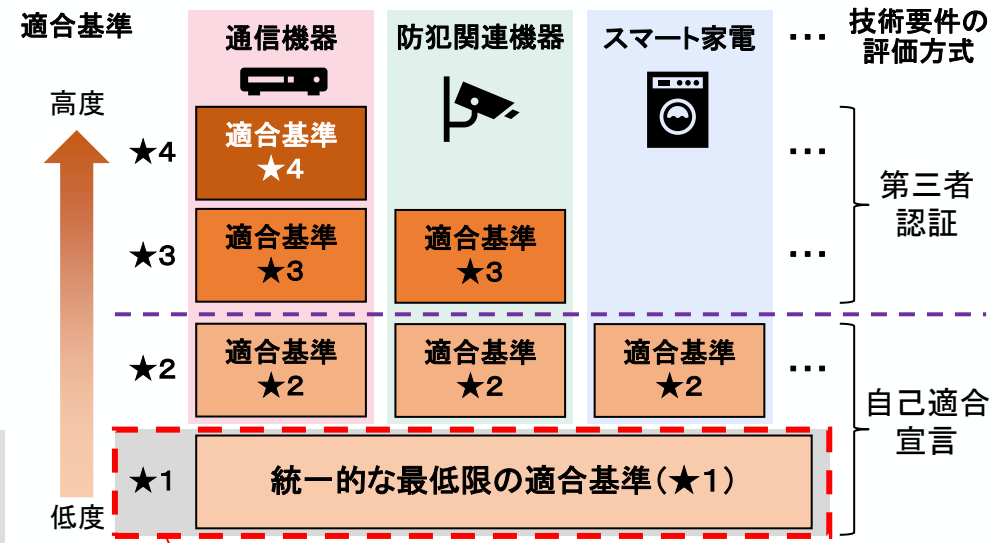 適合基準
通信機器
防犯関連機器
スマート家電
…
技術要件の
評価方式
高度
★4
適合基準
★4
…
第三者
認証
★3
適合基準
★3
適合基準
★3
…
★2
適合基準
★2
適合基準
★2
適合基準
★2
…
自己適合
宣言
★1
統一的な最低限の適合基準(★1)
低度